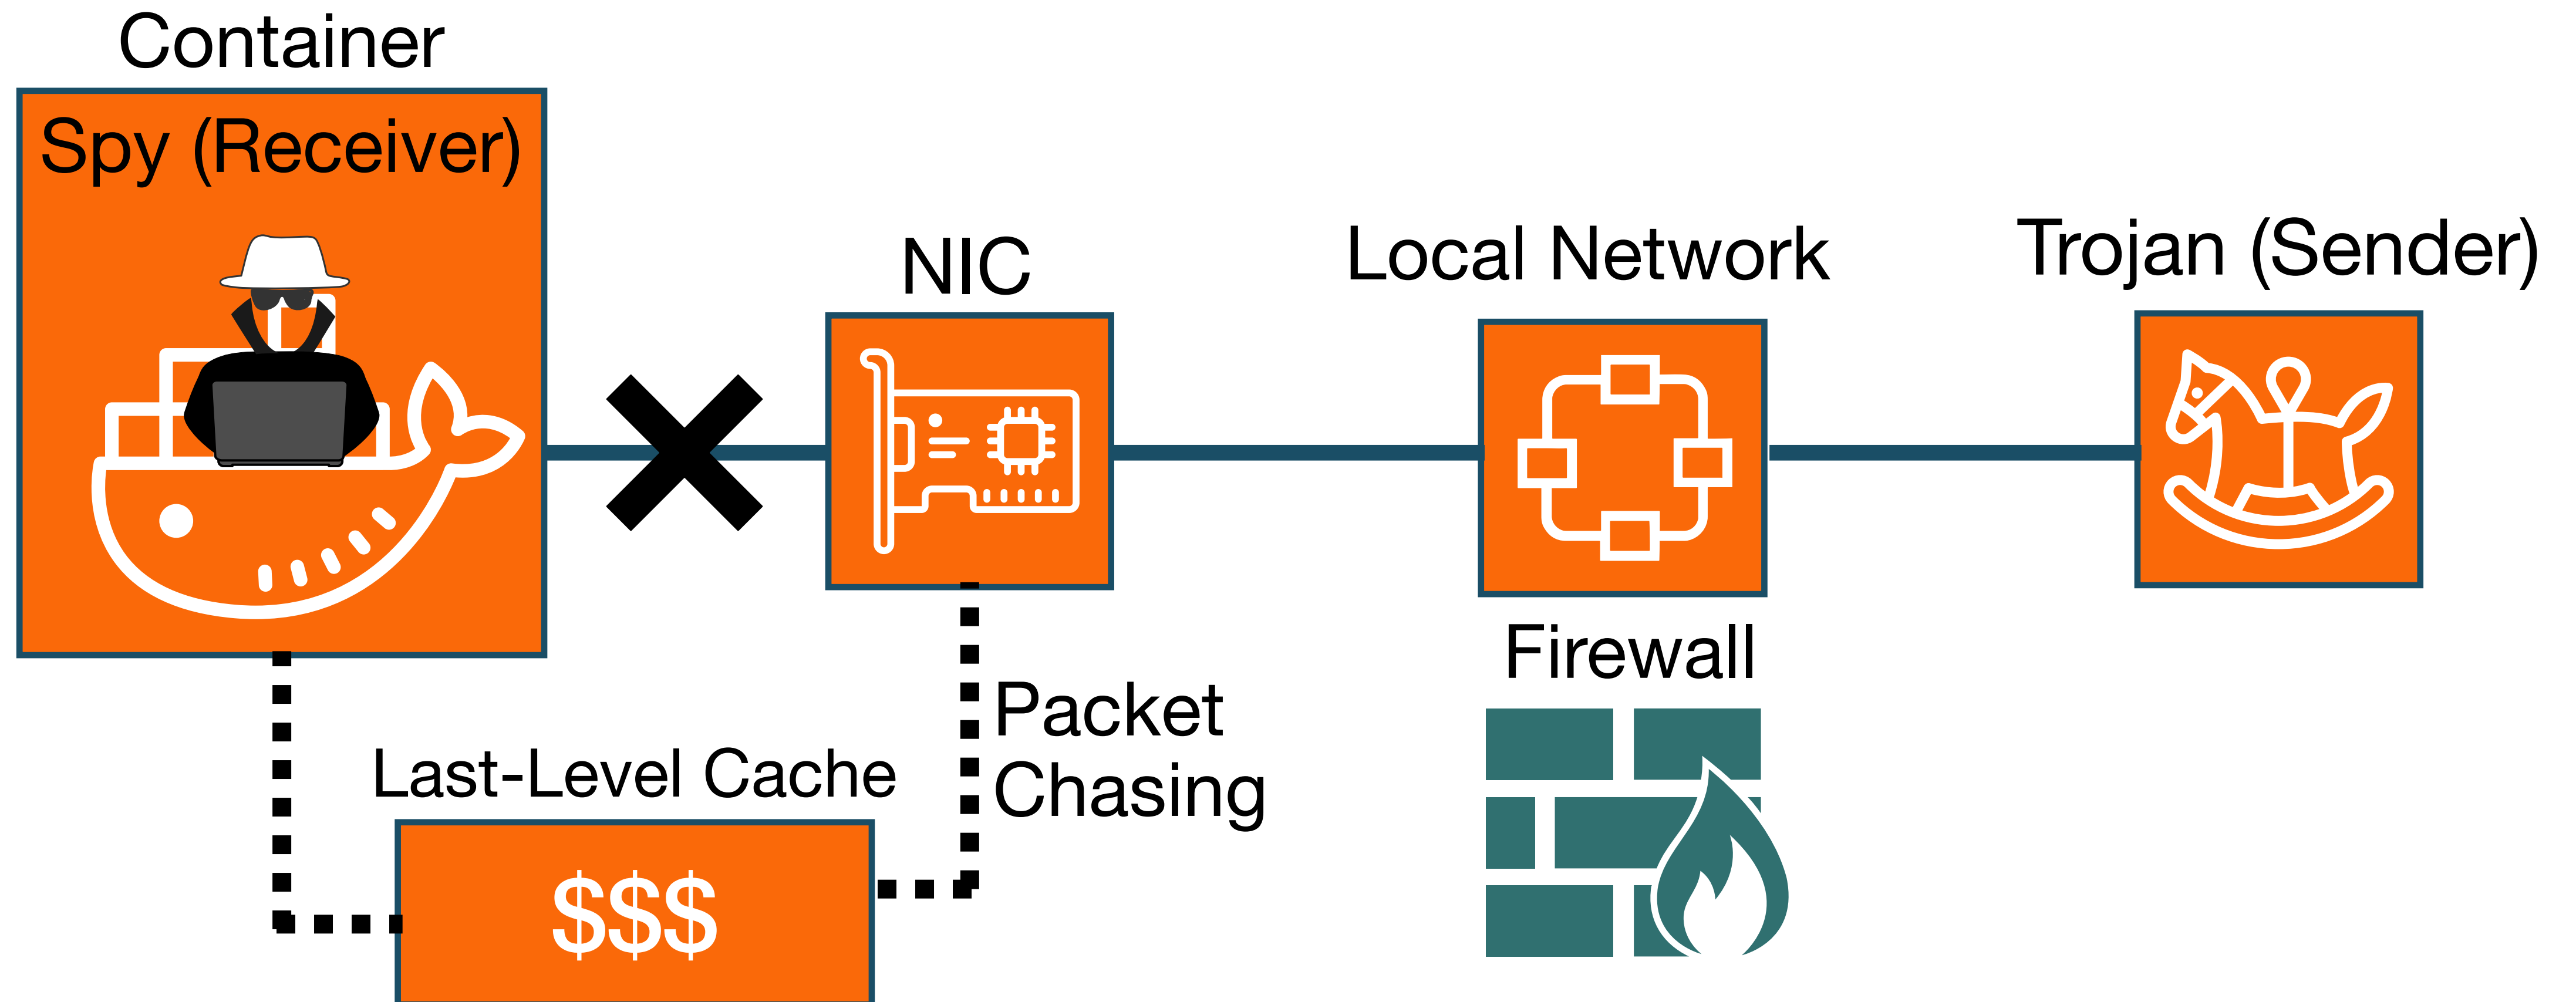 Container
Spy (Receiver)
NIC
Local Network
Trojan (Sender)
Firewall
Packet
Chasing
Last-Level Cache
$$$